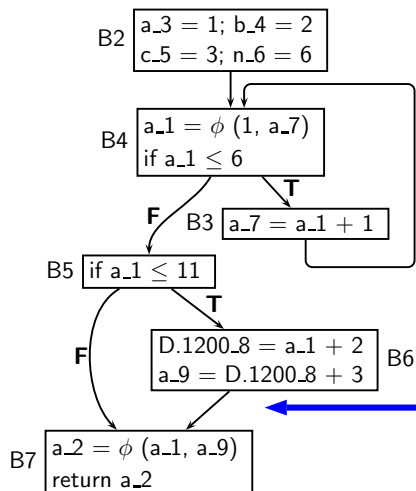 B2
a_3 = 1; b_4 = 2
c_5 = 3; n_6 = 6
B4
a_1 = ϕ (1, a_7)
if a_1 ≤ 6
F
T
B3
a_7 = a_1 + 1
B5
if a_1 ≤ 11
F
T
D.1200_8 = a_1 + 2
a_9 = D.1200_8 + 3
B6
B7
a_2 = ϕ (a_1, a_9)
return a_2